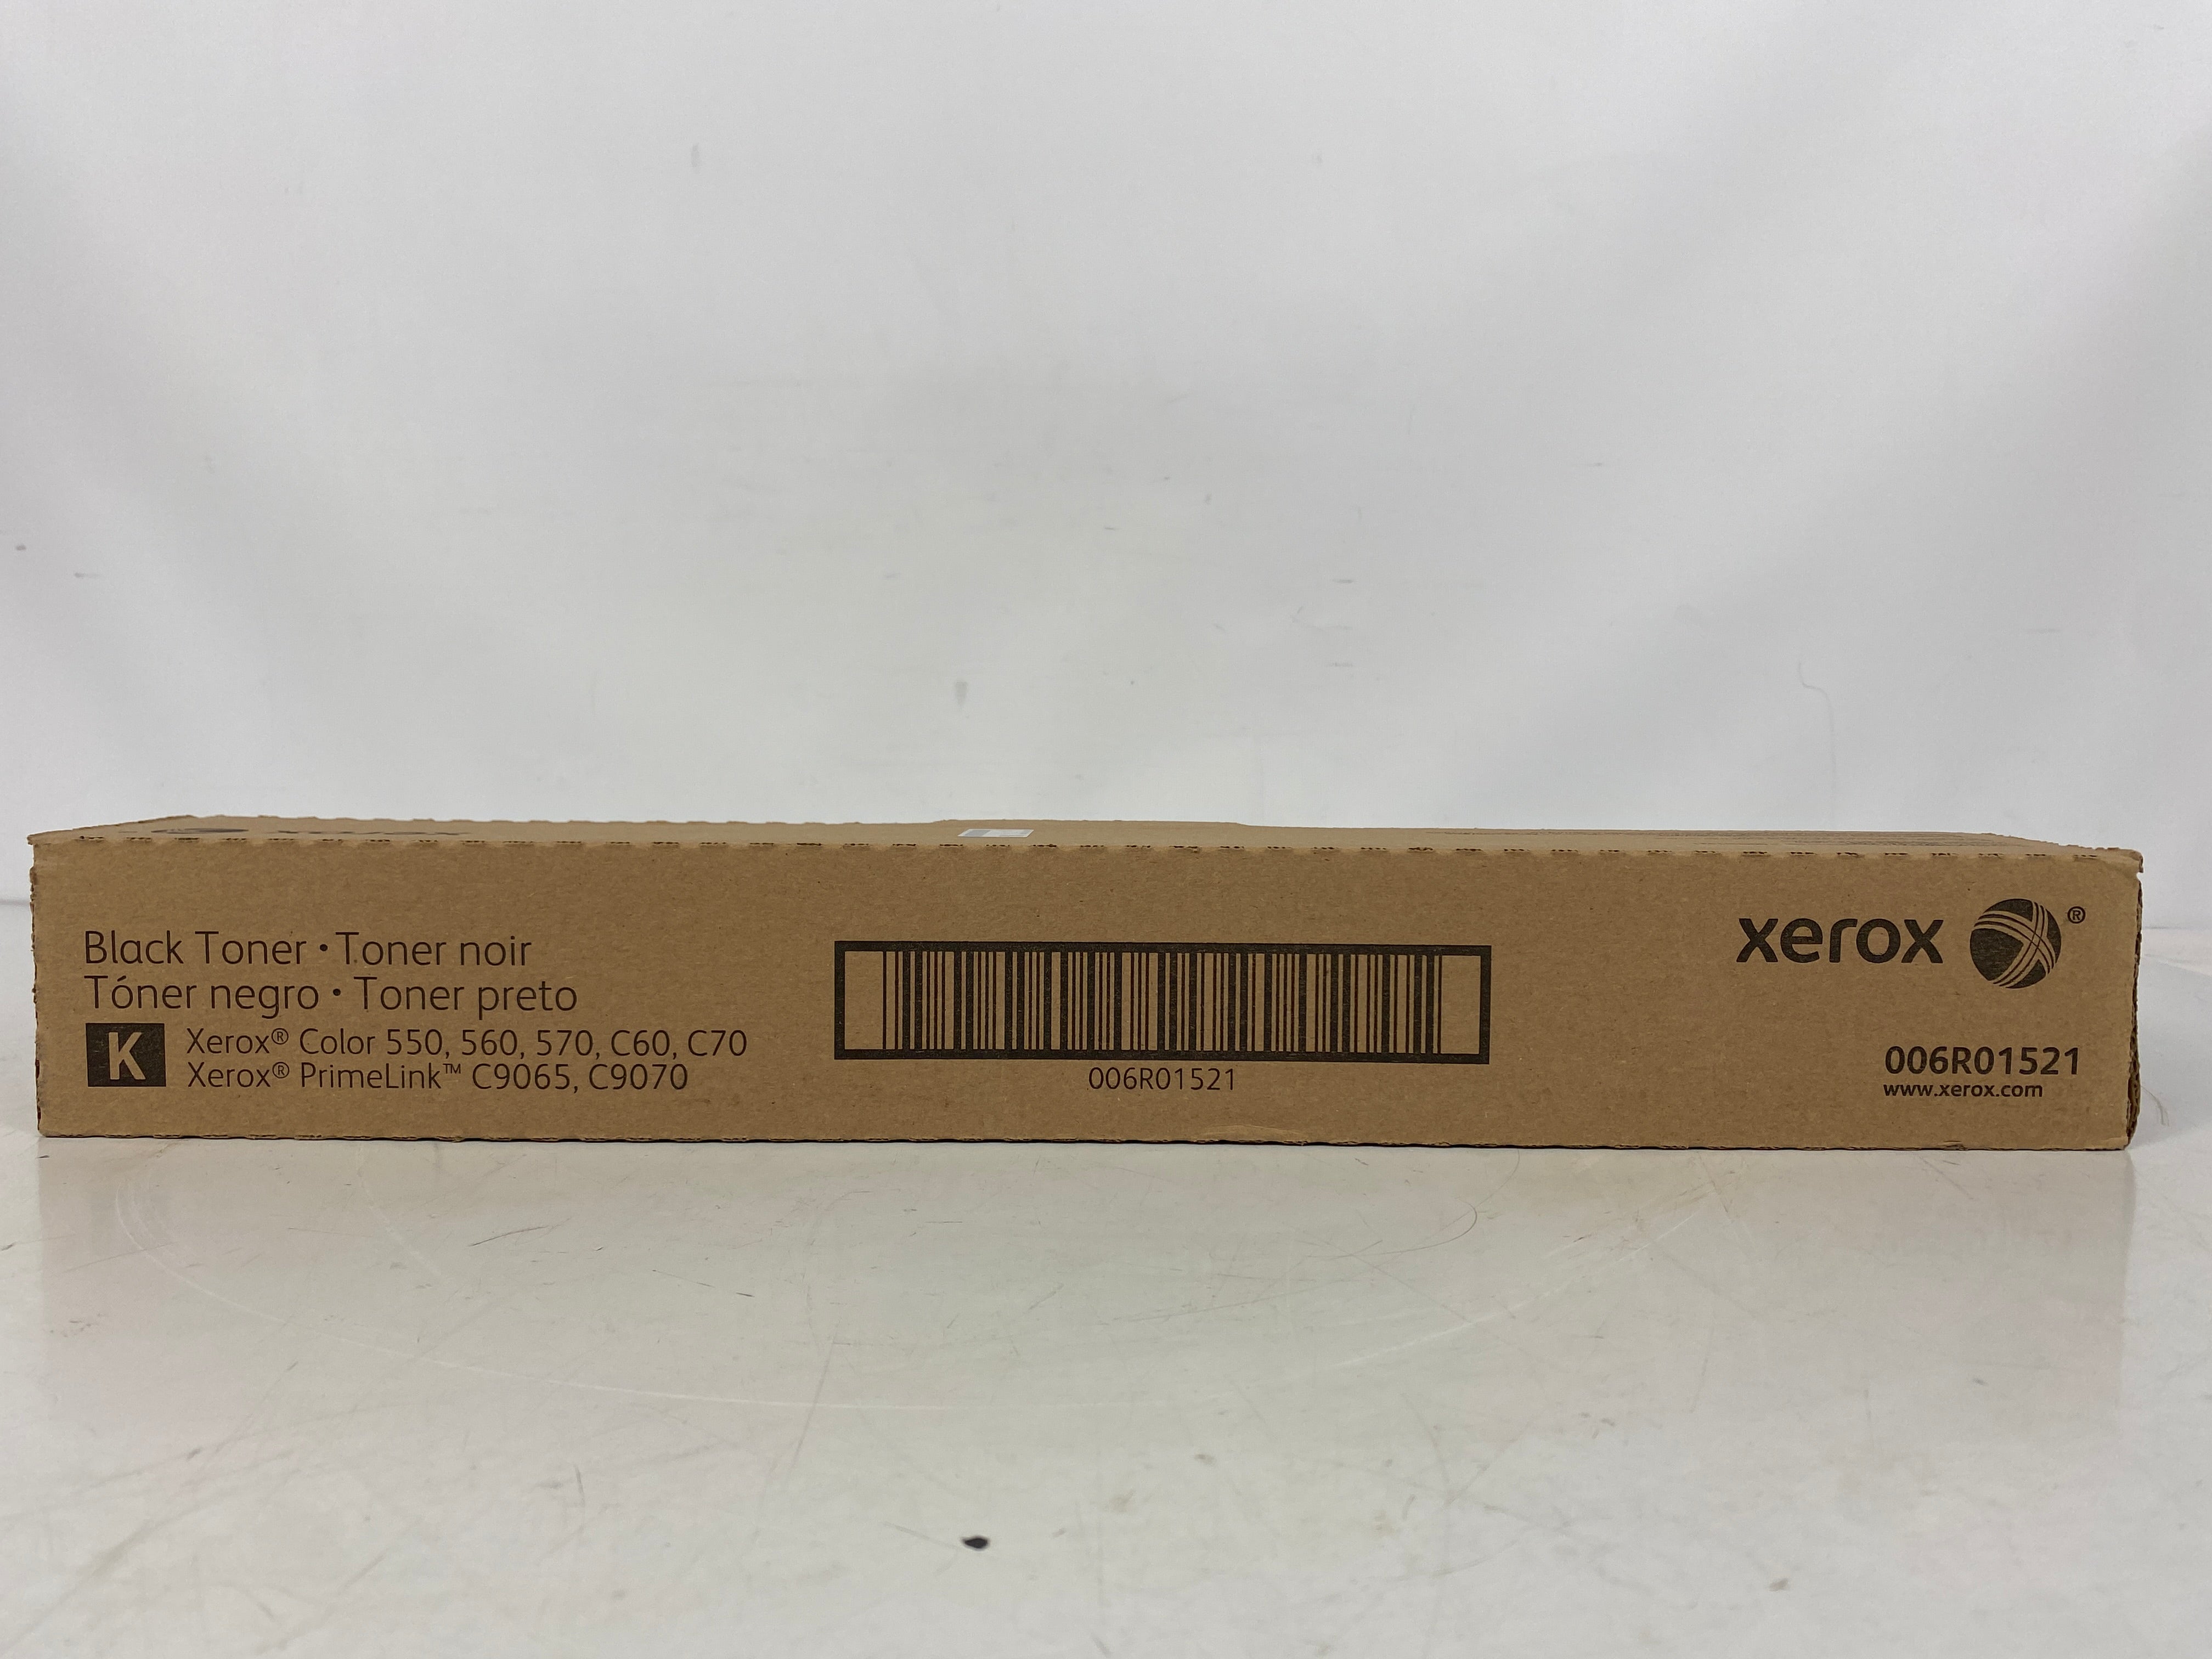 Black Toner • Toner noir
Tóner negro • Toner preto
K
Xerox® Color 550, 560, 570, C60, C70
Xerox® PrimeLink™ C9065, C9070
006R01521
xerox ®
006R01521
www.xerox.com